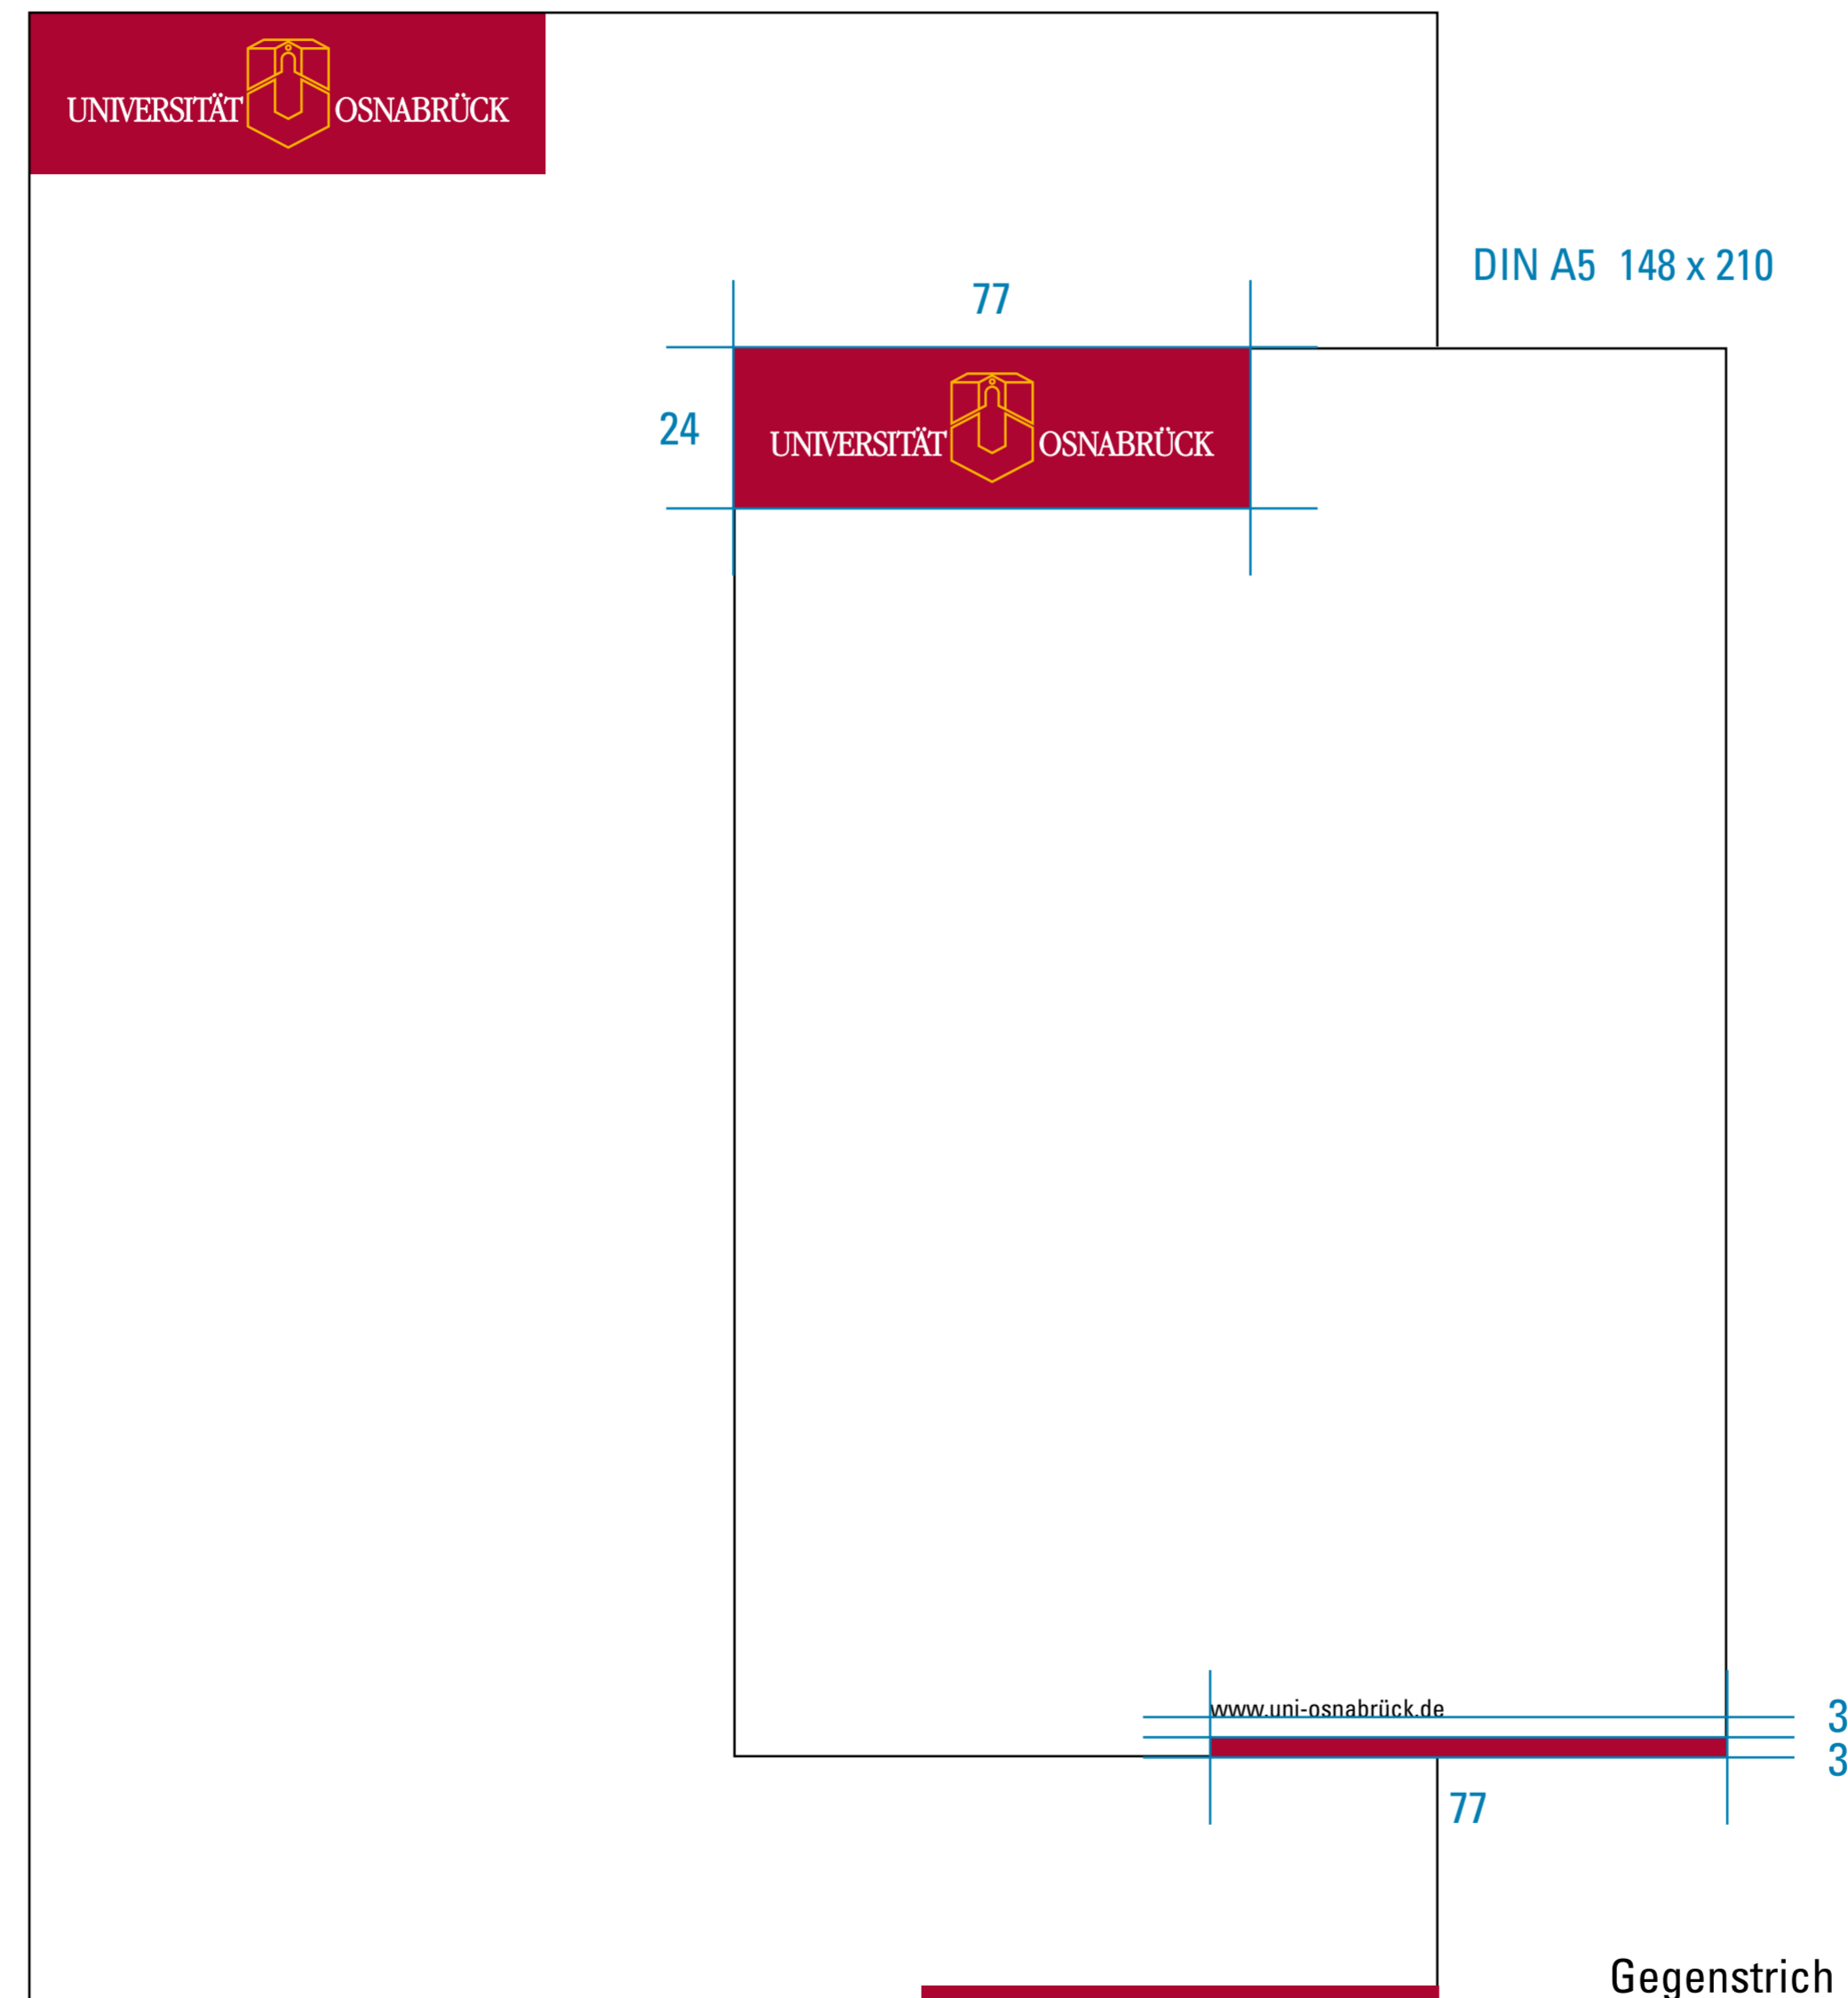 UNIVERSITÄT OSNABRÜCK
DIN A5 148 x 210
77
24
UNIVERSITÄT OSNABRÜCK
www.uni-osnabrück.de
3
3
77
Gegenstrich